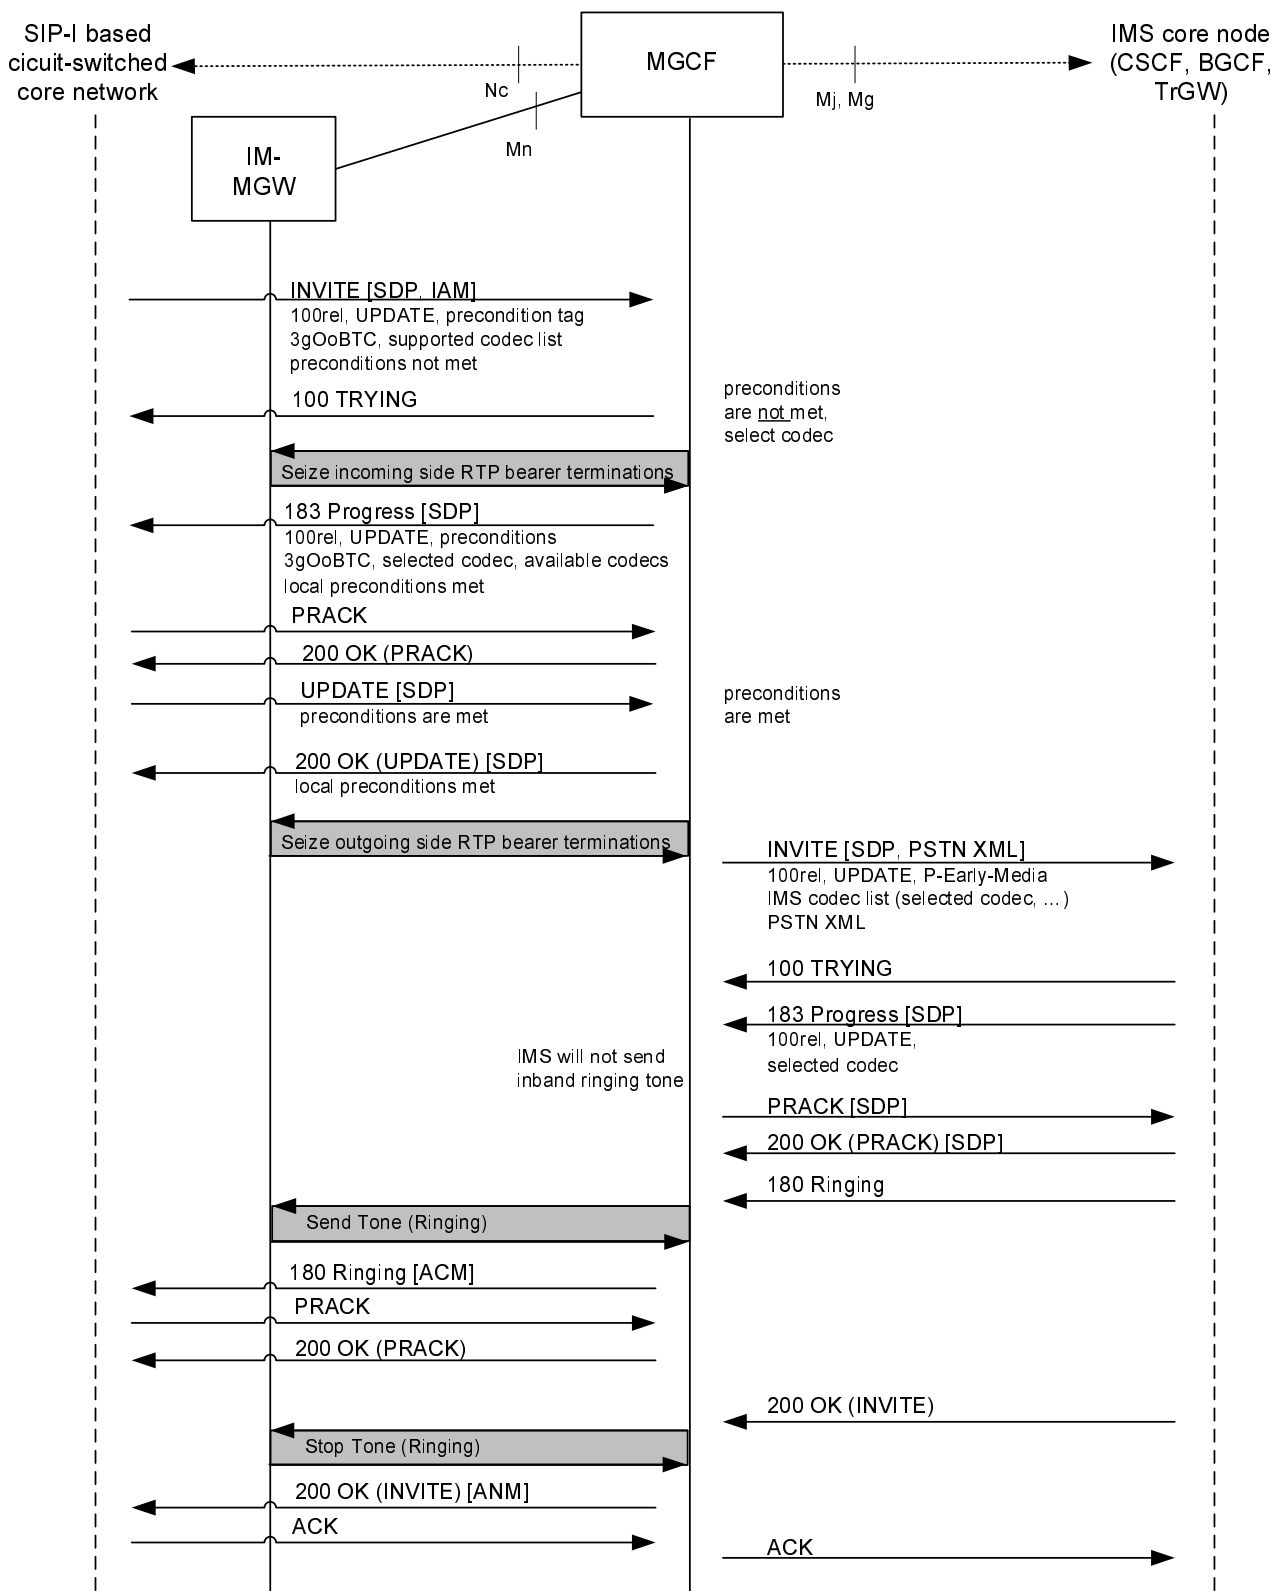 SIP-I based
cicuit-switched
core network
MGCF
IMS core node
(CSCF, BGCF,
TrGW)
Nc
Mn
Mj, Mg
IM-
MGW
INVITE [SDP, IAM]
100rel, UPDATE, precondition tag
3gOoBTC, supported codec list
preconditions not met
100 TRYING
preconditions
are not met,
select codec
Seize incoming side RTP bearer terminations
183 Progress [SDP]
100rel, UPDATE, preconditions
3gOoBTC, selected codec, available codecs
local preconditions met
PRACK
200 OK (PRACK)
UPDATE [SDP]
preconditions are met
preconditions
are met
200 OK (UPDATE) [SDP]
local preconditions met
Seize outgoing side RTP bearer terminations
INVITE [SDP, PSTN XML]
100rel, UPDATE, P-Early-Media
IMS codec list (selected codec, ...)
PSTN XML
100 TRYING
183 Progress [SDP]
100rel, UPDATE,
selected codec
IMS will not send
inband ringing tone
PRACK [SDP]
200 OK (PRACK) [SDP]
180 Ringing
Send Tone (Ringing)
180 Ringing [ACM]
PRACK
200 OK (PRACK)
200 OK (INVITE)
Stop Tone (Ringing)
200 OK (INVITE) [ANM]
ACK
ACK